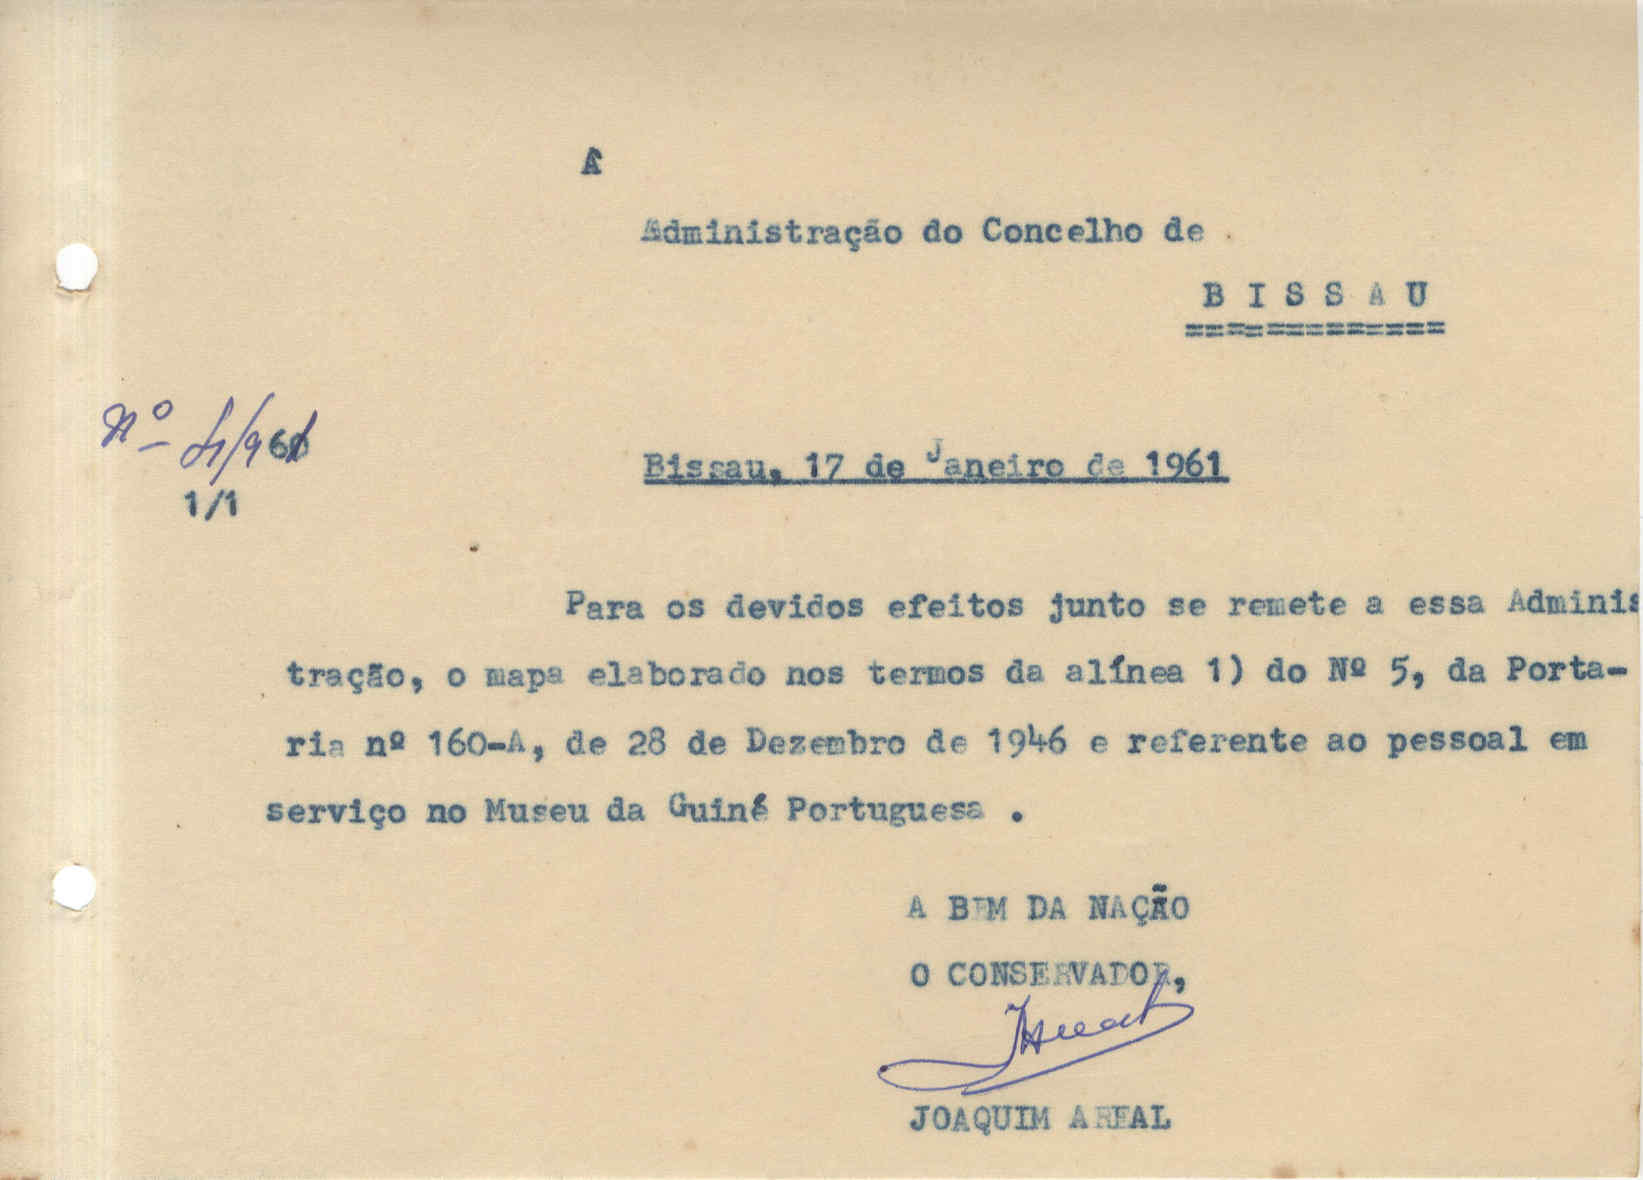 À
Administração do Concelho de
BISSAU
=============
Nº /961
1/1
Bissau, 17 de Janeiro de 1961
Para os devidos efeitos junto se remete a essa Adminis
tração, o mapa elaborado nos termos da alínea 1) do Nº 5, da Porta-
ria nº 160-A, de 28 de Dezembro de 1946 e referente ao pessoal em
serviço no Museu da Guiné Portuguesa .
A BEM DA NAÇÃO
O CONSERVADOR,
JAreal
JOAQUIM AREAL